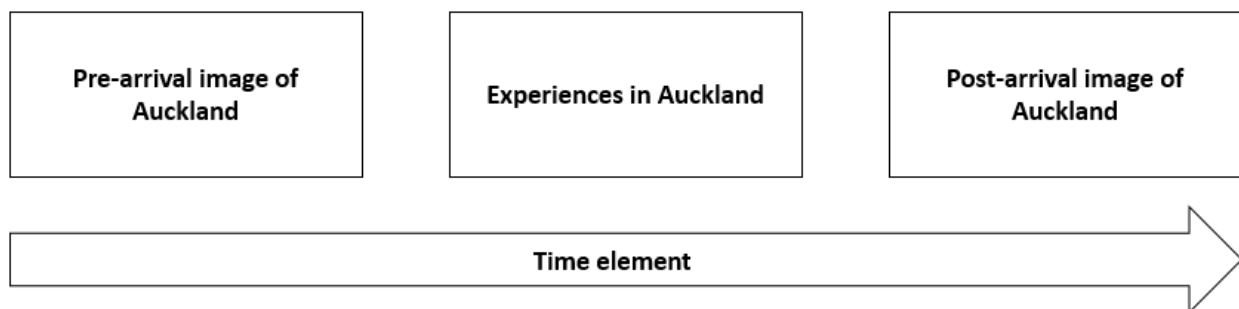 Pre-arrival image of
Auckland
Experiences in Auckland
Post-arrival image of
Auckland
Time element